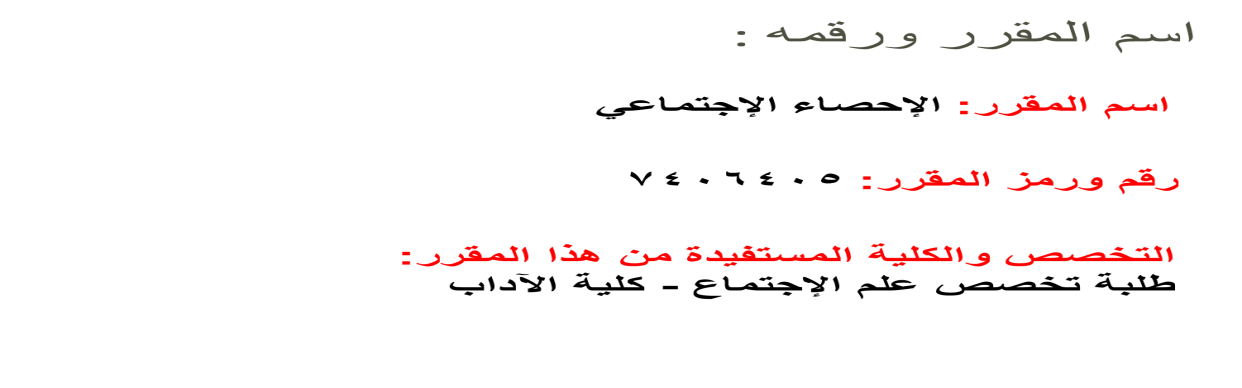 اسم المقرر ورقمه :
اسم المقرر: الإحصاء الإجتماعي
رقم ورمز المقرر: ٧٤٠٦٤٠٥
التخصص والكلية المستفيدة من هذا المقرر:
طلبة تخصص علم الإجتماع - كلية الآداب